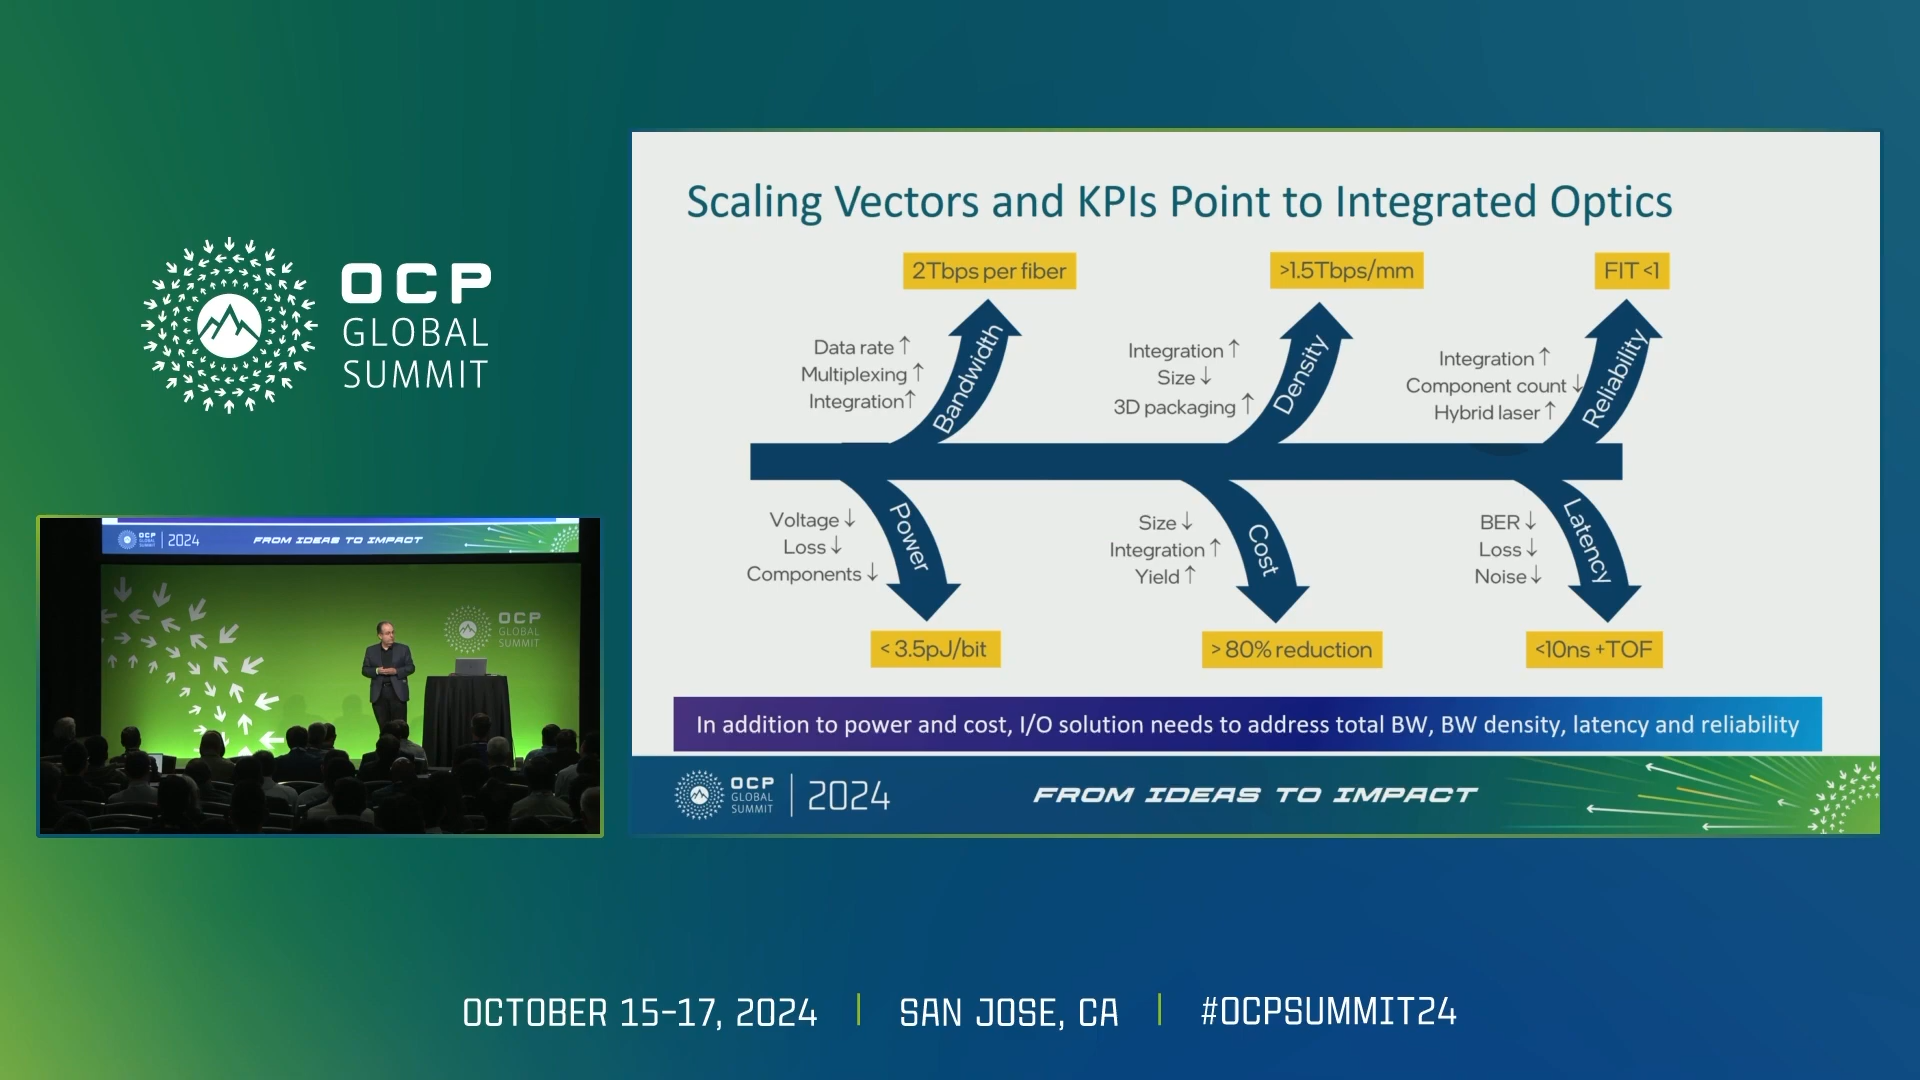 OCP
GLOBAL
SUMMIT
OCP
GLOBAL
SUMMIT
2024
FROM IDEAS TO IMPACT
OCP
GLOBAL
SUMMIT
Scaling Vectors and KPIs Point to Integrated Optics
2Tbps per fiber
>1.5Tbps/mm
FIT <1
Data rate ↑
Multiplexing ↑
Integration↑
Bandwidth
Integration ↑
Size ↓
3D packaging ↑
Density
Integration ↑
Component count ↓
Hybrid laser ↑
Reliability
Voltage ↓
Loss ↓
Components ↓
Power
Size ↓
Integration ↑
Yield ↑
Cost
BER ↓
Loss ↓
Noise ↓
Latency
< 3.5pJ/bit
> 80% reduction
<10ns +TOF
In addition to power and cost, I/O solution needs to address total BW, BW density, latency and reliability
OCP
GLOBAL
SUMMIT
2024
FROM IDEAS TO IMPACT
OCTOBER 15-17, 2024 | SAN JOSE, CA | #OCPSUMMIT24